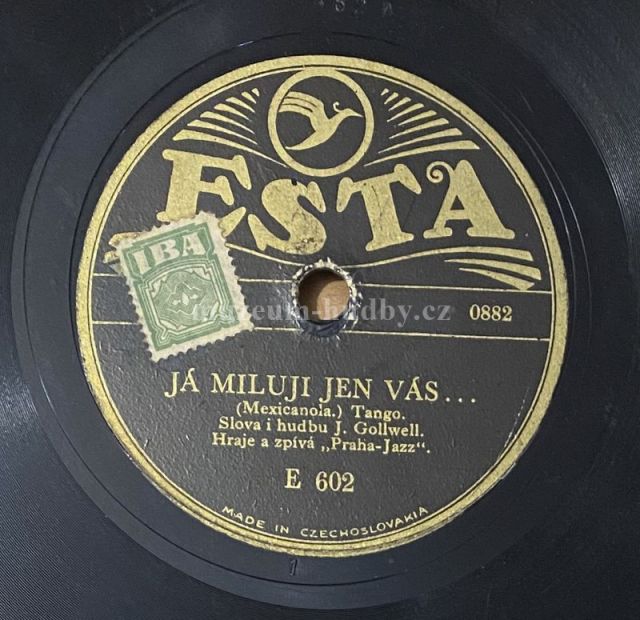 ESTA
IBA
muzeum-hudby.cz
0882
JÁ MILUJI JEN VÁS...
(Mexicanola.) Tango.
Slova i hudbu J. Gollwell.
Hraje a zpívá „Praha-Jazz“.
E 602
MADE IN CZECHOSLOVAKIA
1